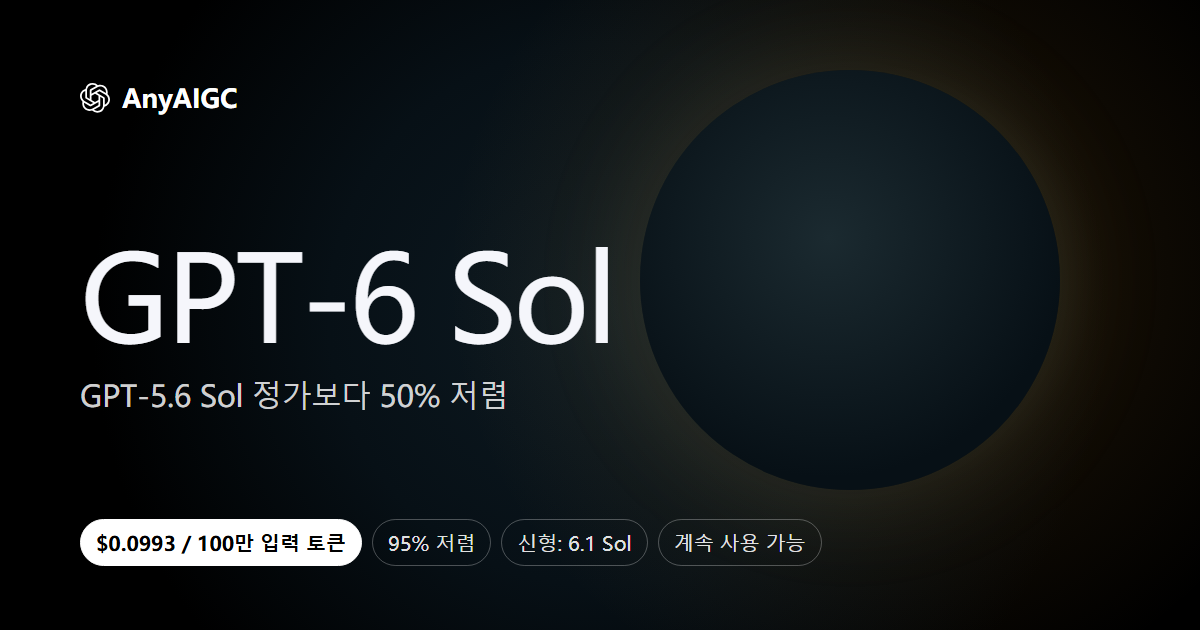 AnyAIGC
GPT-6 Sol
GPT-5.6 Sol 정가보다 50% 저렴
$0.0993 / 100만 입력 토큰
95% 저렴
신형: 6.1 Sol
계속 사용 가능